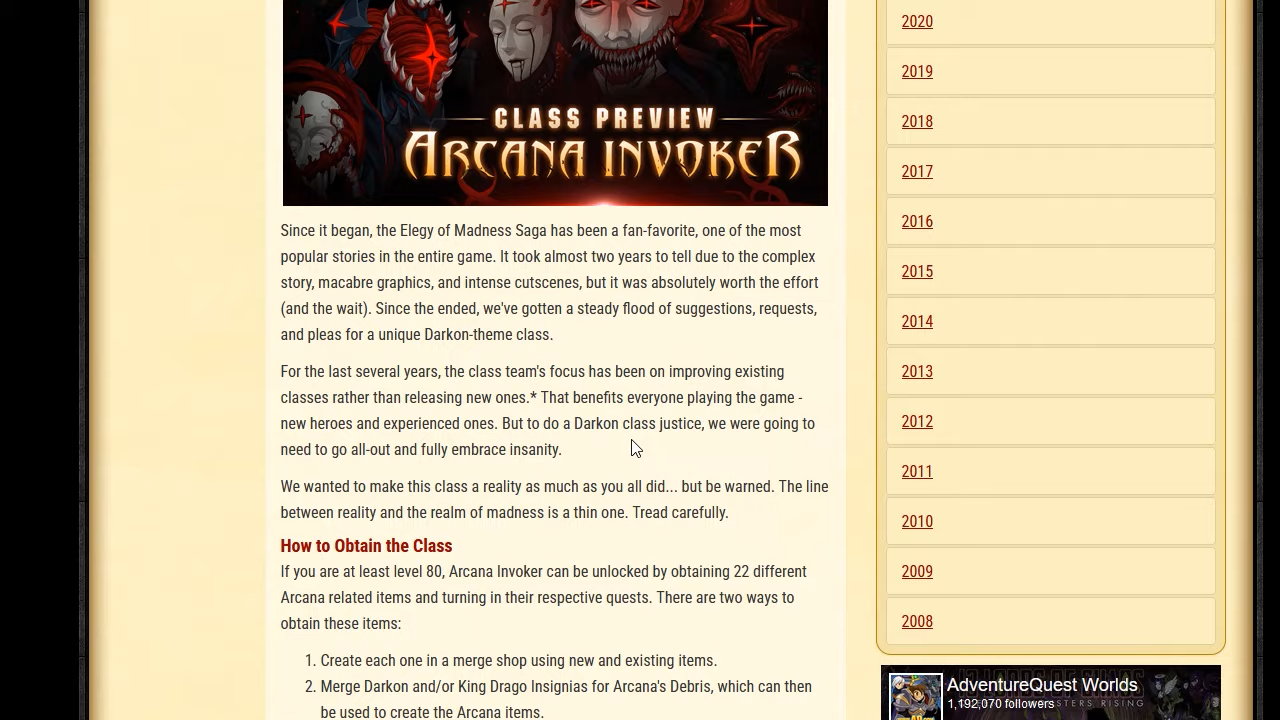 CLASS PREVIEW
ARCANA INVOKER
Since it began, the Elegy of Madness Saga has been a fan-favorite, one of the most
popular stories in the entire game. It took almost two years to tell due to the complex
story, macabre graphics, and intense cutscenes, but it was absolutely worth the effort
(and the wait). Since the ended, we've gotten a steady flood of suggestions, requests,
and pleas for a unique Darkon-theme class.
For the last several years, the class team's focus has been on improving existing
classes rather than releasing new ones.* That benefits everyone playing the game -
new heroes and experienced ones. But to do a Darkon class justice, we were going to
need to go all-out and fully embrace insanity.
We wanted to make this class a reality as much as you all did... but be warned. The line
between reality and the realm of madness is a thin one. Tread carefully.
How to Obtain the Class
If you are at least level 80, Arcana Invoker can be unlocked by obtaining 22 different
Arcana related items and turning in their respective quests. There are two ways to
obtain these items:
1. Create each one in a merge shop using new and existing items.
2. Merge Darkon and/or King Drago Insignias for Arcana's Debris, which can then
be used to create the Arcana items.
2020
2019
2018
2017
2016
2015
2014
2013
2012
2011
2010
2009
2008
AdventureQuest Worlds
1,192,070 followers